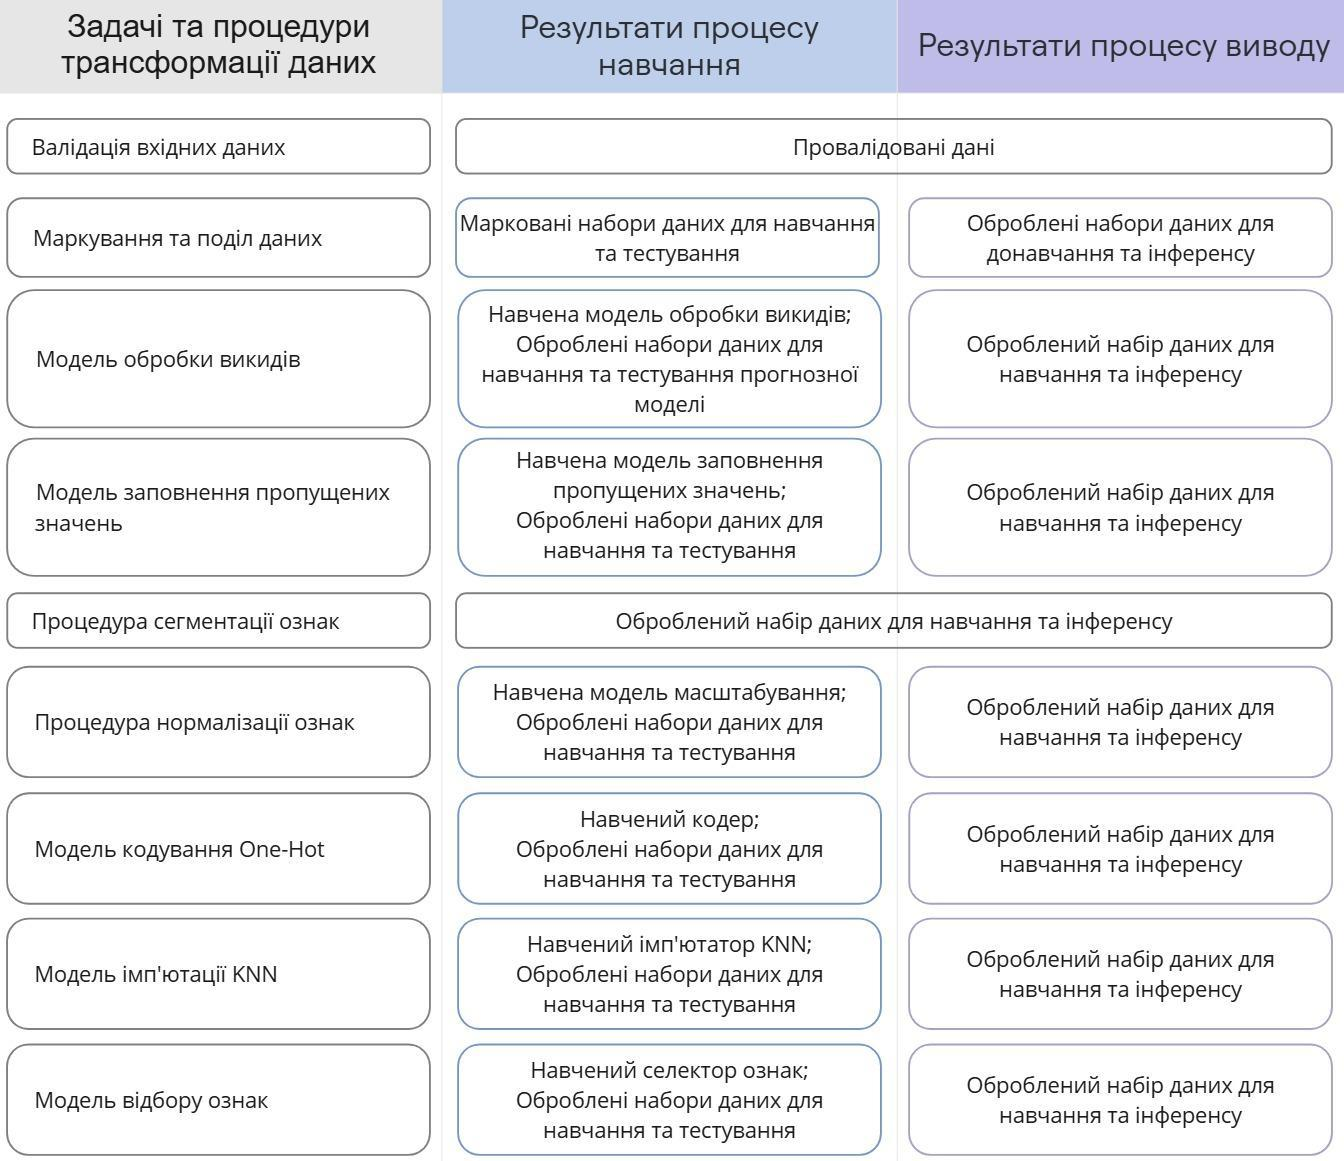 Задачі та процедури
трансформації даних
Результати процесу
навчання
Результати процесу виводу
Валідація вхідних даних
Провалідовані дані
Маркування та поділ даних
Марковані набори даних для навчання
та тестування
Оброблені набори даних для
донавчання та інференсу
Модель обробки викидів
Навчена модель обробки викидів;
Оброблені набори даних для
навчання та тестування прогнозної
моделі
Оброблений набір даних для
навчання та інференсу
Модель заповнення пропущених
значень
Навчена модель заповнення
пропущених значень;
Оброблені набори даних для
навчання та тестування
Оброблений набір даних для
навчання та інференсу
Процедура сегментації ознак
Оброблений набір даних для навчання та інференсу
Процедура нормалізації ознак
Навчена модель масштабування;
Оброблені набори даних для
навчання та тестування
Оброблений набір даних для
навчання та інференсу
Модель кодування One-Hot
Навчений кодер;
Оброблені набори даних для
навчання та тестування
Оброблений набір даних для
навчання та інференсу
Модель імп'ютації KNN
Навчений імп'ютатор KNN;
Оброблені набори даних для
навчання та тестування
Оброблений набір даних для
навчання та інференсу
Модель відбору ознак
Навчений селектор ознак;
Оброблені набори даних для
навчання та тестування
Оброблений набір даних для
навчання та інференсу